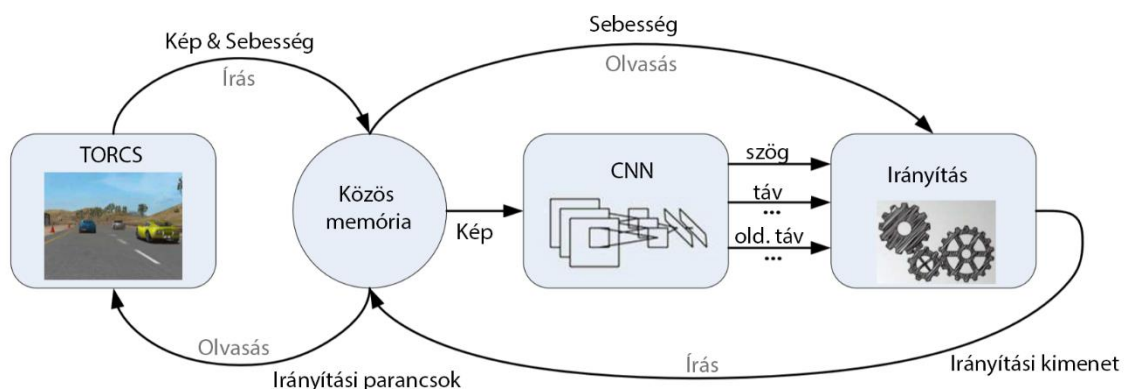 Kép & Sebesség
Írás
Sebesség
Olvasás
TORCS
Közös
memória
Kép
CNN
szög
táv
...
old. táv
...
Irányítás
Olvasás
Irányítási parancsok
Írás
Irányítási kimenet